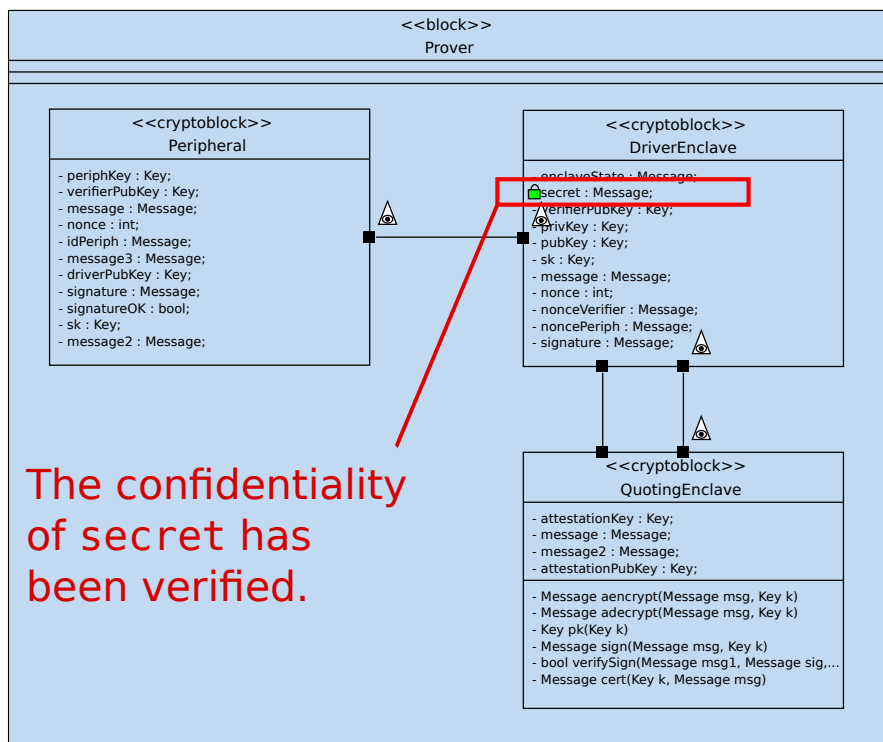 <<block>>
Prover
<<cryptoblock>>
Peripheral
- periphKey : Key;
- verifierPubKey : Key;
- message : Message;
- nonce : int;
- idPeriph : Message;
- message3 : Message;
- driverPubKey : Key;
- signature : Message;
- signatureOK : bool;
- sk : Key;
- message2 : Message;
<<cryptoblock>>
DriverEnclave
- enclaveState : Message;
secret : Message;
- verifierPubKey : Key;
- privKey : Key;
- pubKey : Key;
- sk : Key;
- message : Message;
- nonce : int;
- nonceVerifier : Message;
- noncePeriph : Message;
- signature : Message;
The confidentiality
of secret has
been verified.
<<cryptoblock>>
QuotingEnclave
- attestationKey : Key;
- message : Message;
- message2 : Message;
- attestationPubKey : Key;
- Message aencrypt(Message msg, Key k)
- Message adecrypt(Message msg, Key k)
- Key pk(Key k)
- Message sign(Message msg, Key k)
- bool verifySign(Message msg1, Message sig,...
- Message cert(Key k, Message msg)